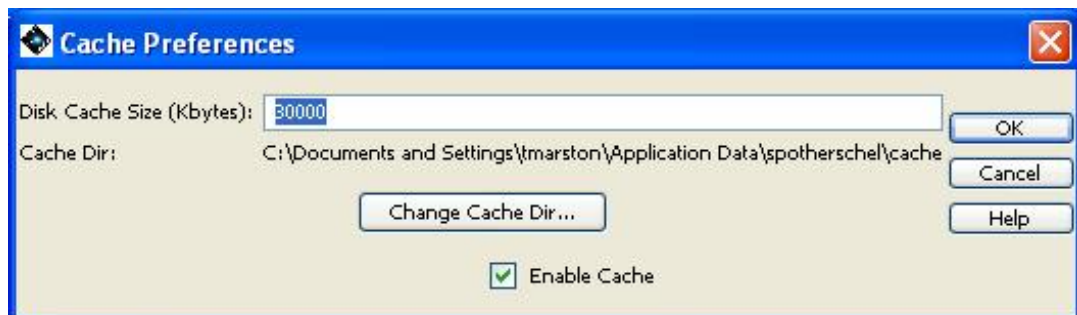 Cache Preferences
Disk Cache Size (Kbytes): 30000
OK
Cache Dir: C:\Documents and Settings\tmarston\Application Data\spotherschel\cache
Cancel
Change Cache Dir...
Help
Enable Cache